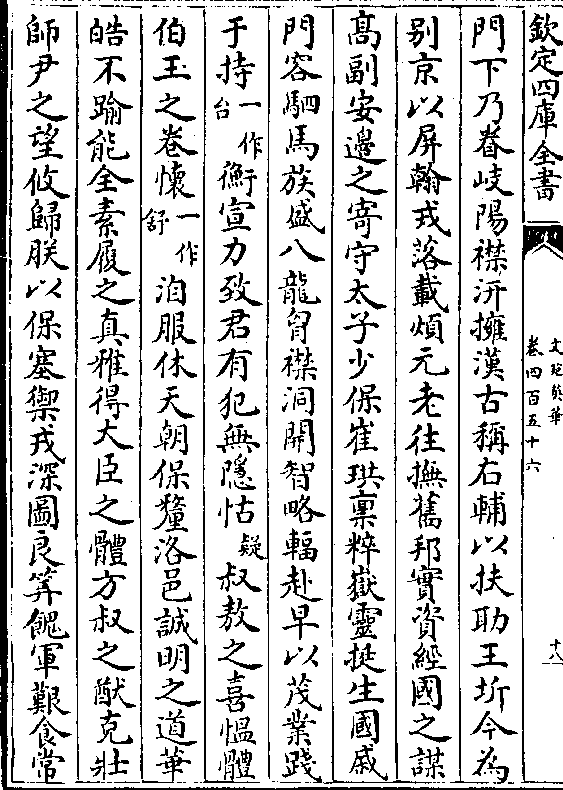 欽定四庫全書
文苑英華
卷四百五十六
十八
門下乃眷岐陽襟汧擁漢古稱右輔以扶助王圻今為
别京以屏翰戎落載煩元老往撫舊邦實資經國之謀
髙副安邊之寄守太子少保崔珙禀粹嶽靈挺生國戚
門容駟馬族盛八龍胷襟洞開智略輻赴早以茂業踐
于持一作台衡宣力致君有犯無隱怙疑叔敖之喜愠體
伯玉之卷懷一作舒洎服休天朝保釐洛邑誠明之道華
皓不踰能全素履之真雅得大臣之體方叔之猷克壯
師尹之望攸歸朕以保塞禦戎深圖良筭餽軍艱食常